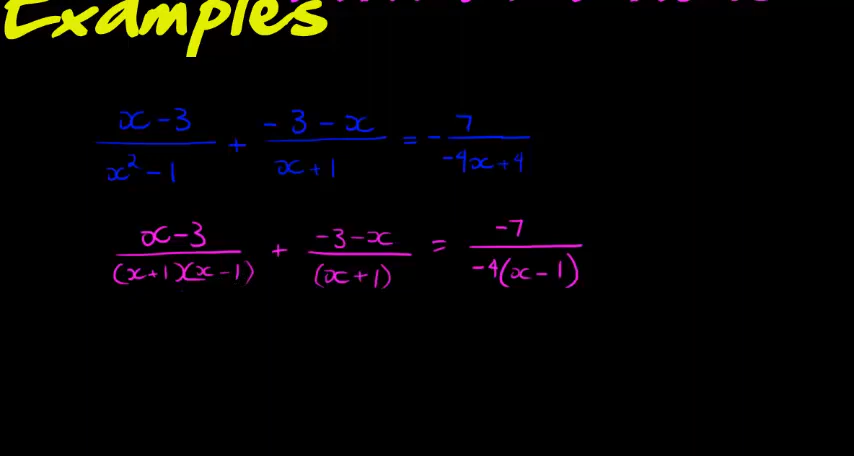 Examples
x - 3 / x² - 1 + - 3 - x / x + 1 = - 7 / -4x + 4
x - 3 / (x + 1)(x - 1) + -3 - x / (x + 1) = -7 / -4(x - 1)